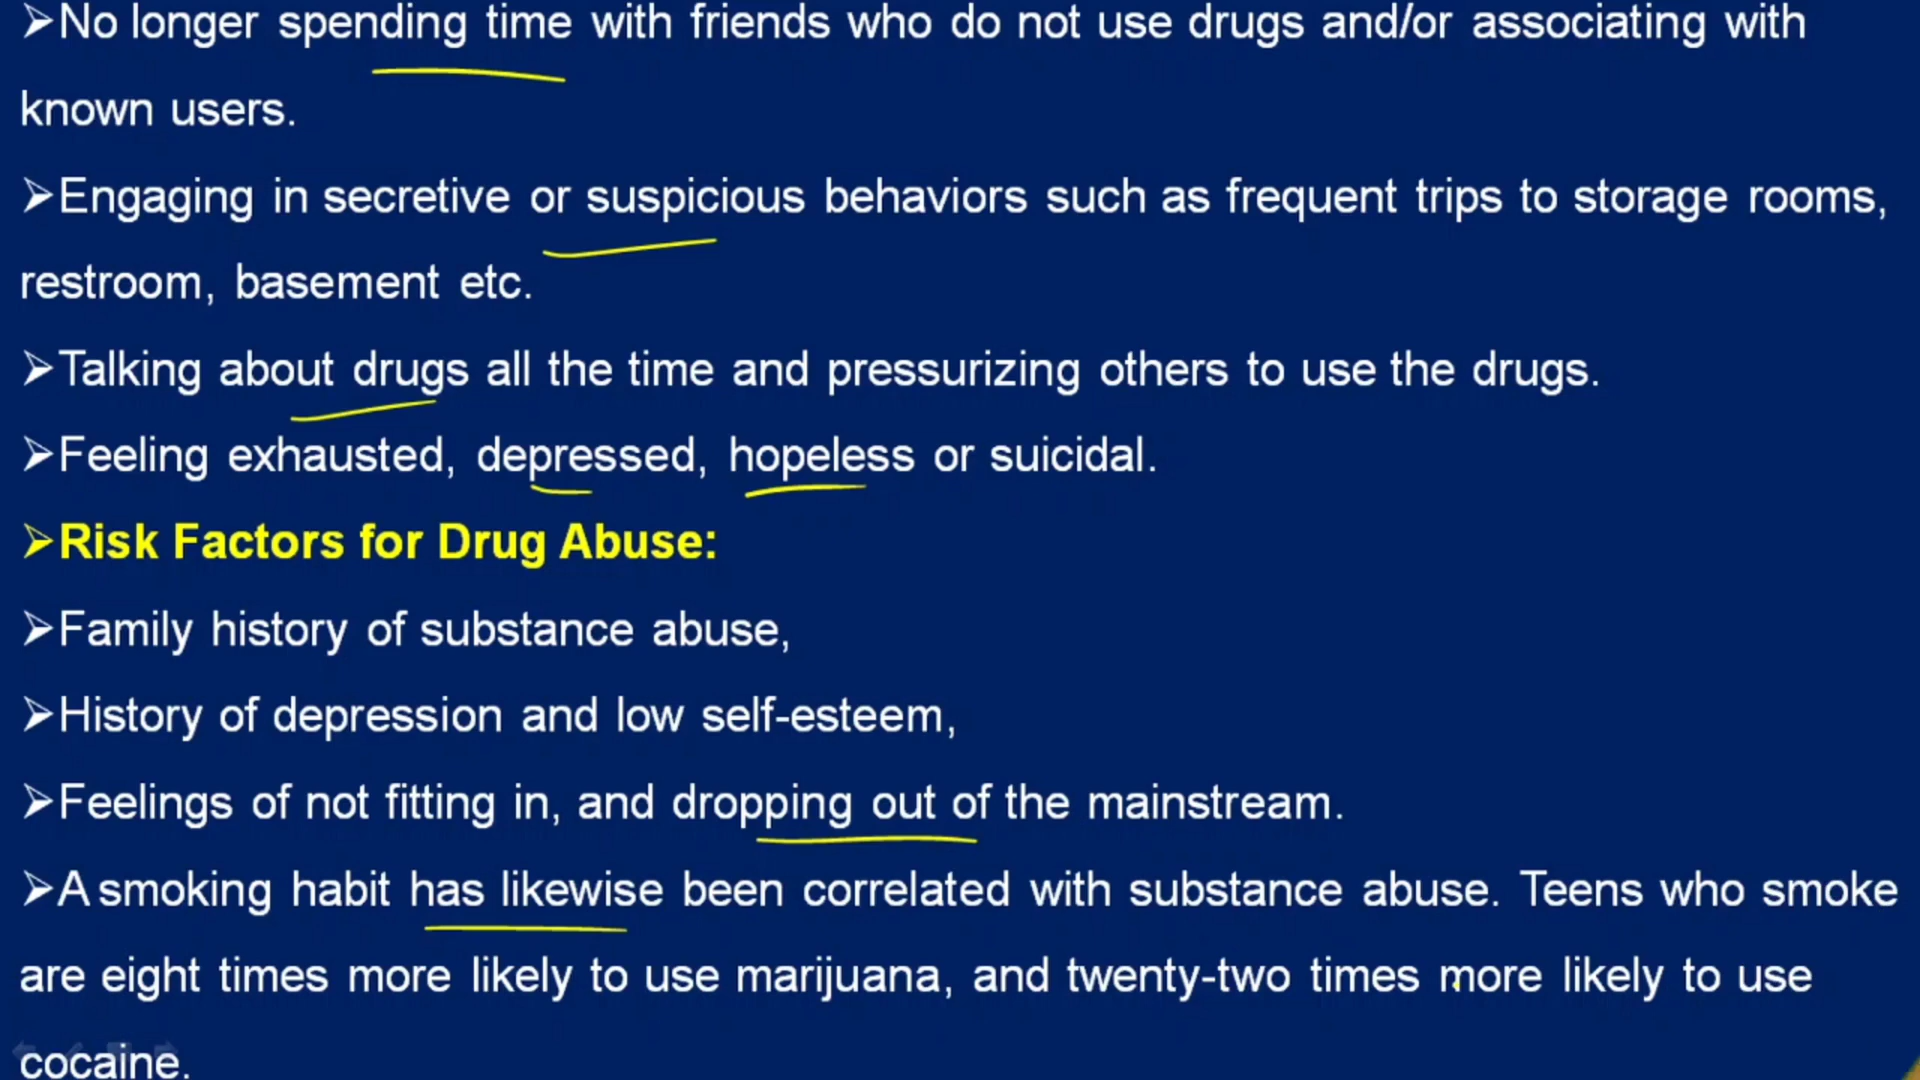 ➢No longer spending time with friends who do not use drugs and/or associating with
known users.
➢Engaging in secretive or suspicious behaviors such as frequent trips to storage rooms,
restroom, basement etc.
➢Talking about drugs all the time and pressurizing others to use the drugs.
➢Feeling exhausted, depressed, hopeless or suicidal.
➢Risk Factors for Drug Abuse:
➢Family history of substance abuse,
➢History of depression and low self-esteem,
➢Feelings of not fitting in, and dropping out of the mainstream.
➢A smoking habit has likewise been correlated with substance abuse. Teens who smoke
are eight times more likely to use marijuana, and twenty-two times more likely to use
cocaine.